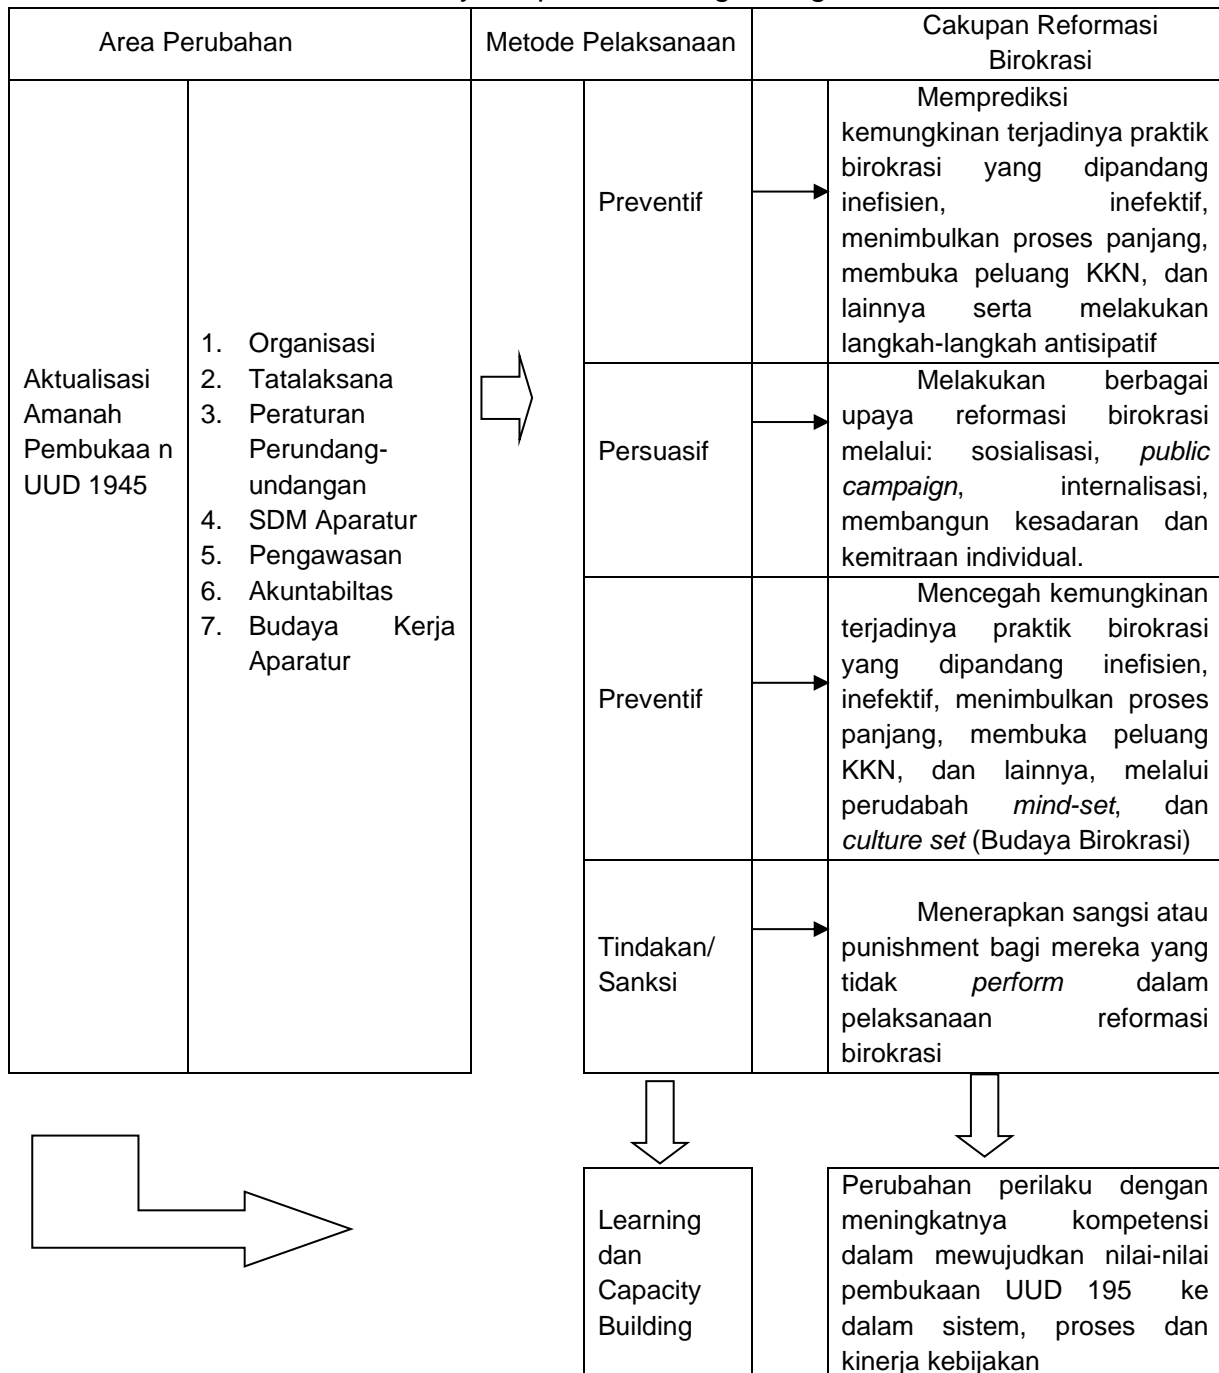 Area Perubahan
Metode Pelaksanaan
Cakupan Reformasi
Birokrasi
Aktualisasi
Amanah
Pembukaa n
UUD 1945
1. Organisasi
2. Tatalaksana
3. Peraturan
Perundang-
undangan
4. SDM Aparatur
5. Pengawasan
6. Akuntabiltas
7. Budaya Kerja
Aparatur
Preventif
Memprediksi
kemungkinan terjadinya praktik
birokrasi yang dipandang
inefisien, inefektif,
menimbulkan proses panjang,
membuka peluang KKN, dan
lainnya serta melakukan
langkah-langkah antisipatif
Persuasif
Melakukan berbagai
upaya reformasi birokrasi
melalui: sosialisasi, public
campaign, internalisasi,
membangun kesadaran dan
kemitraan individual.
Preventif
Mencegah kemungkinan
terjadinya praktik birokrasi
yang dipandang inefisien,
inefektif, menimbulkan proses
panjang, membuka peluang
KKN, dan lainnya, melalui
perudabah mind-set, dan
culture set (Budaya Birokrasi)
Tindakan/
Sanksi
Menerapkan sangsi atau
punishment bagi mereka yang
tidak perform dalam
pelaksanaan reformasi
birokrasi
Learning
dan
Capacity
Building
Perubahan perilaku dengan
meningkatnya kompetensi
dalam mewujudkan nilai-nilai
pembukaan UUD 195 ke
dalam sistem, proses dan
kinerja kebijakan